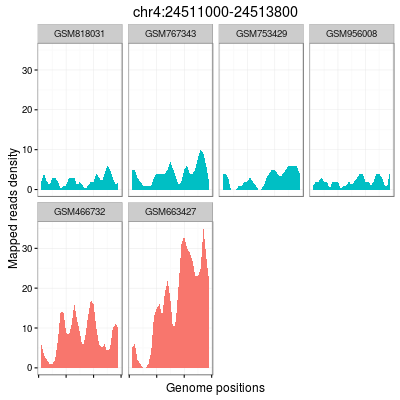 chr4:24511000-24513800
GSM818031 GSM767343 GSM753429 GSM956008
30
20
10
0
GSM466732 GSM663427
30
20
10
0
Mapped reads density
Genome positions